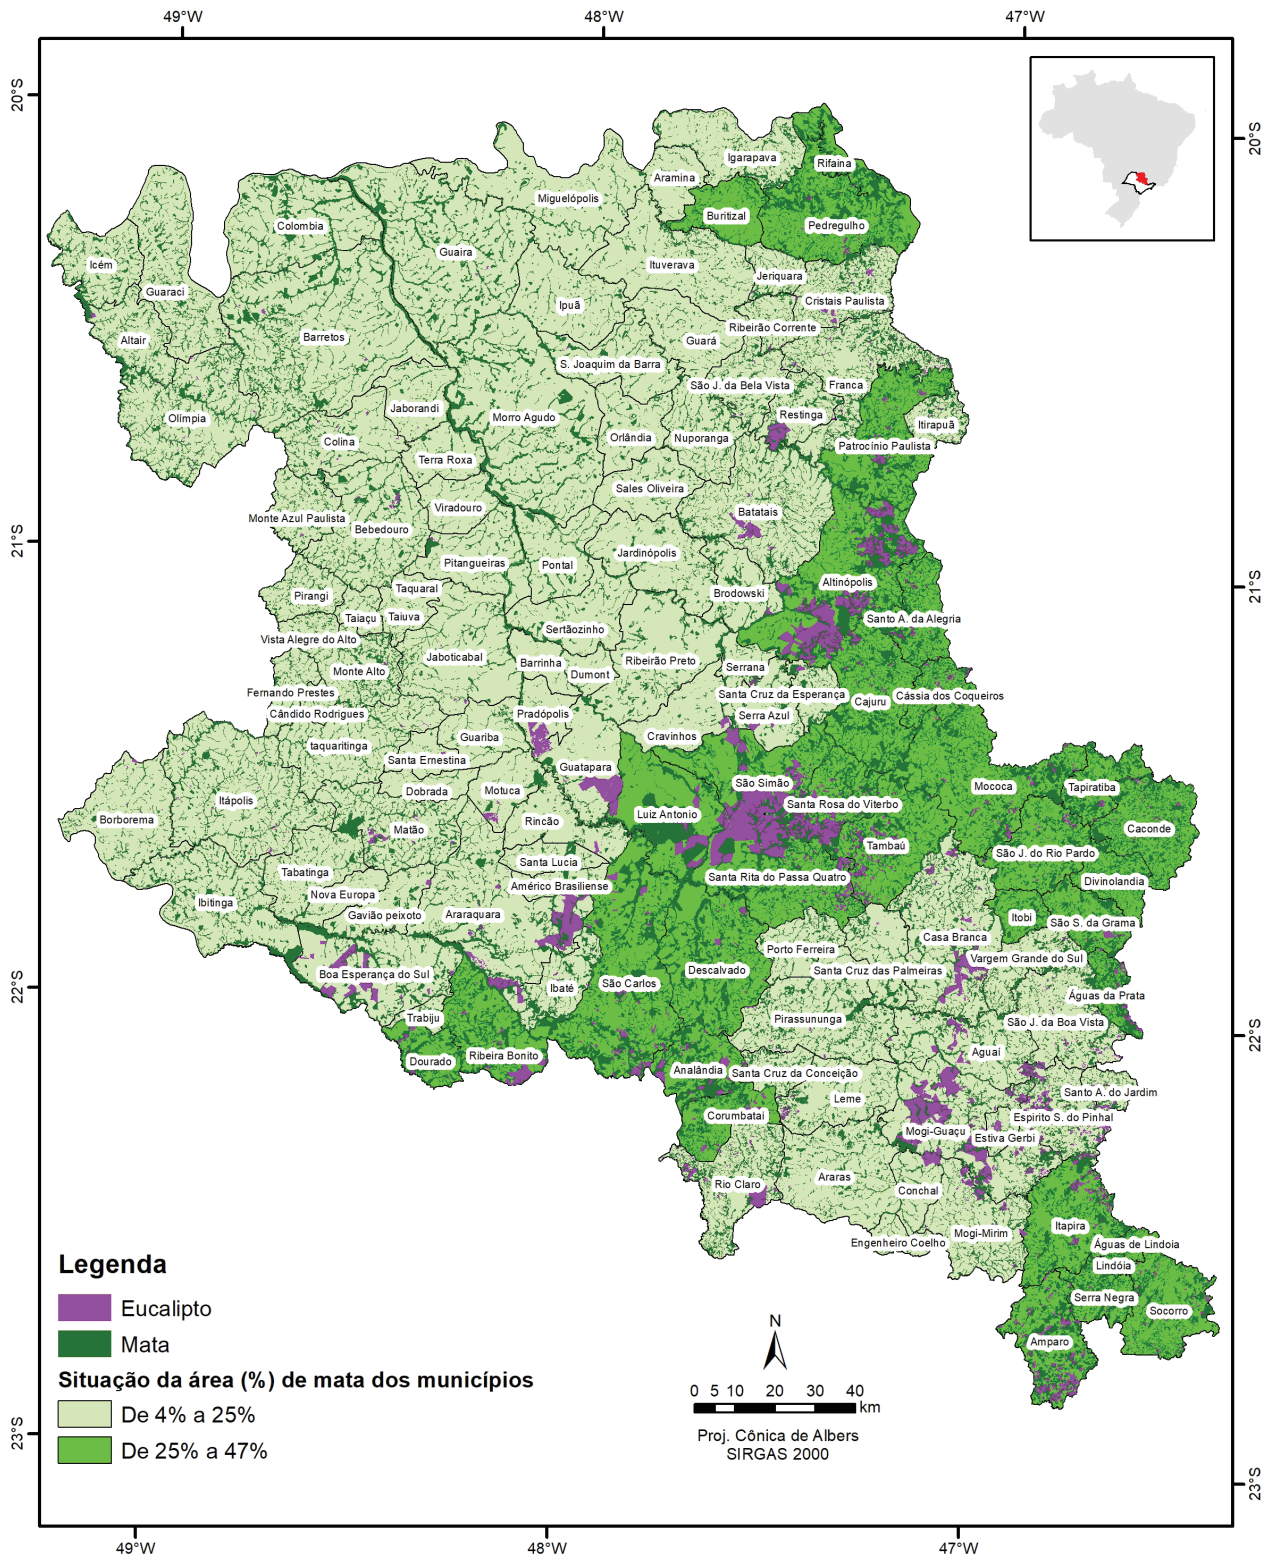 49°W
48°W
47°W
20°S
20°S
Igarapava
Rifaina
Aramina
Miguelópolis
Buritizal
Pedregulho
Colombia
Guaira
Icém
Ituverava
Jeriquara
Guaraci
Cristais Paulista
Ipuã
Ribeirão Corrente
Barretos
Altair
Guará
S. Joaquim da Barra
São J. da Bela Vista
Franca
Jaborandi
Restinga
Olímpia
Morro Agudo
Itirapuã
Colina
Orlândia
Nuporanga
Patrocínio Paulista
Terra Roxa
Sales Oliveira
Viradouro
Batatais
Monte Azul Paulista
Bebedouro
21°S
Jardinópolis
Pitangueiras
Pontal
21°S
Altinópolis
Taquaral
Brodowski
Pirangi
Taiaçu
Taiuva
Santo A. da Alegria
Sertãozinho
Vista Alegre do Alto
Jaboticabal
Barrinha
Ribeirão Preto
Serrana
Monte Alto
Dumont
Fernando Prestes
Santa Cruz da Esperança
Cássia dos Coqueiros
Cajuru
Cândido Rodrigues
Pradópolis
Serra Azul
Guariba
Cravinhos
taquaritinga
Santa Ernestina
Guatapara
São Simão
Mococa
Tapiratiba
Dobrada
Motuca
Itápolis
Santa Rosa do Viterbo
Luiz Antonio
Borborema
Rincão
Matão
Caconde
Tambaú
São J. do Rio Pardo
Santa Lucia
Tabatinga
Santa Rita do Passa Quatro
Divinolandia
Américo Brasiliense
Nova Europa
Ibitinga
Gavião peixoto
Araraquara
Itobi
São S. da Grama
Casa Branca
Porto Ferreira
Vargem Grande do Sul
Boa Esperança do Sul
Santa Cruz das Palmeiras
Descalvado
São Carlos
Ibaté
22°S
Águas da Prata
Trabiju
Pirassununga
São J. da Boa Vista
22°S
Dourado
Ribeira Bonito
Aguaí
Analândia
Santa Cruz da Conceição
Leme
Santo A. do Jardim
Corumbataí
Espirito S. do Pinhal
Mogi-Guaçu
Estiva Gerbi
Rio Claro
Araras
Conchal
Itapira
Mogi-Mirim
Engenheiro Coelho
Águas de Lindoia
Lindóia
Serra Negra
Socorro
Amparo
Legenda
Eucalipto
Mata
Situação da área (%) de mata dos municípios
De 4% a 25%
De 25% a 47%
N
0 5 10 20 30 40
km
Proj. Cônica de Albers
SIRGAS 2000
23°S
23°S
49°W
48°W
47°W